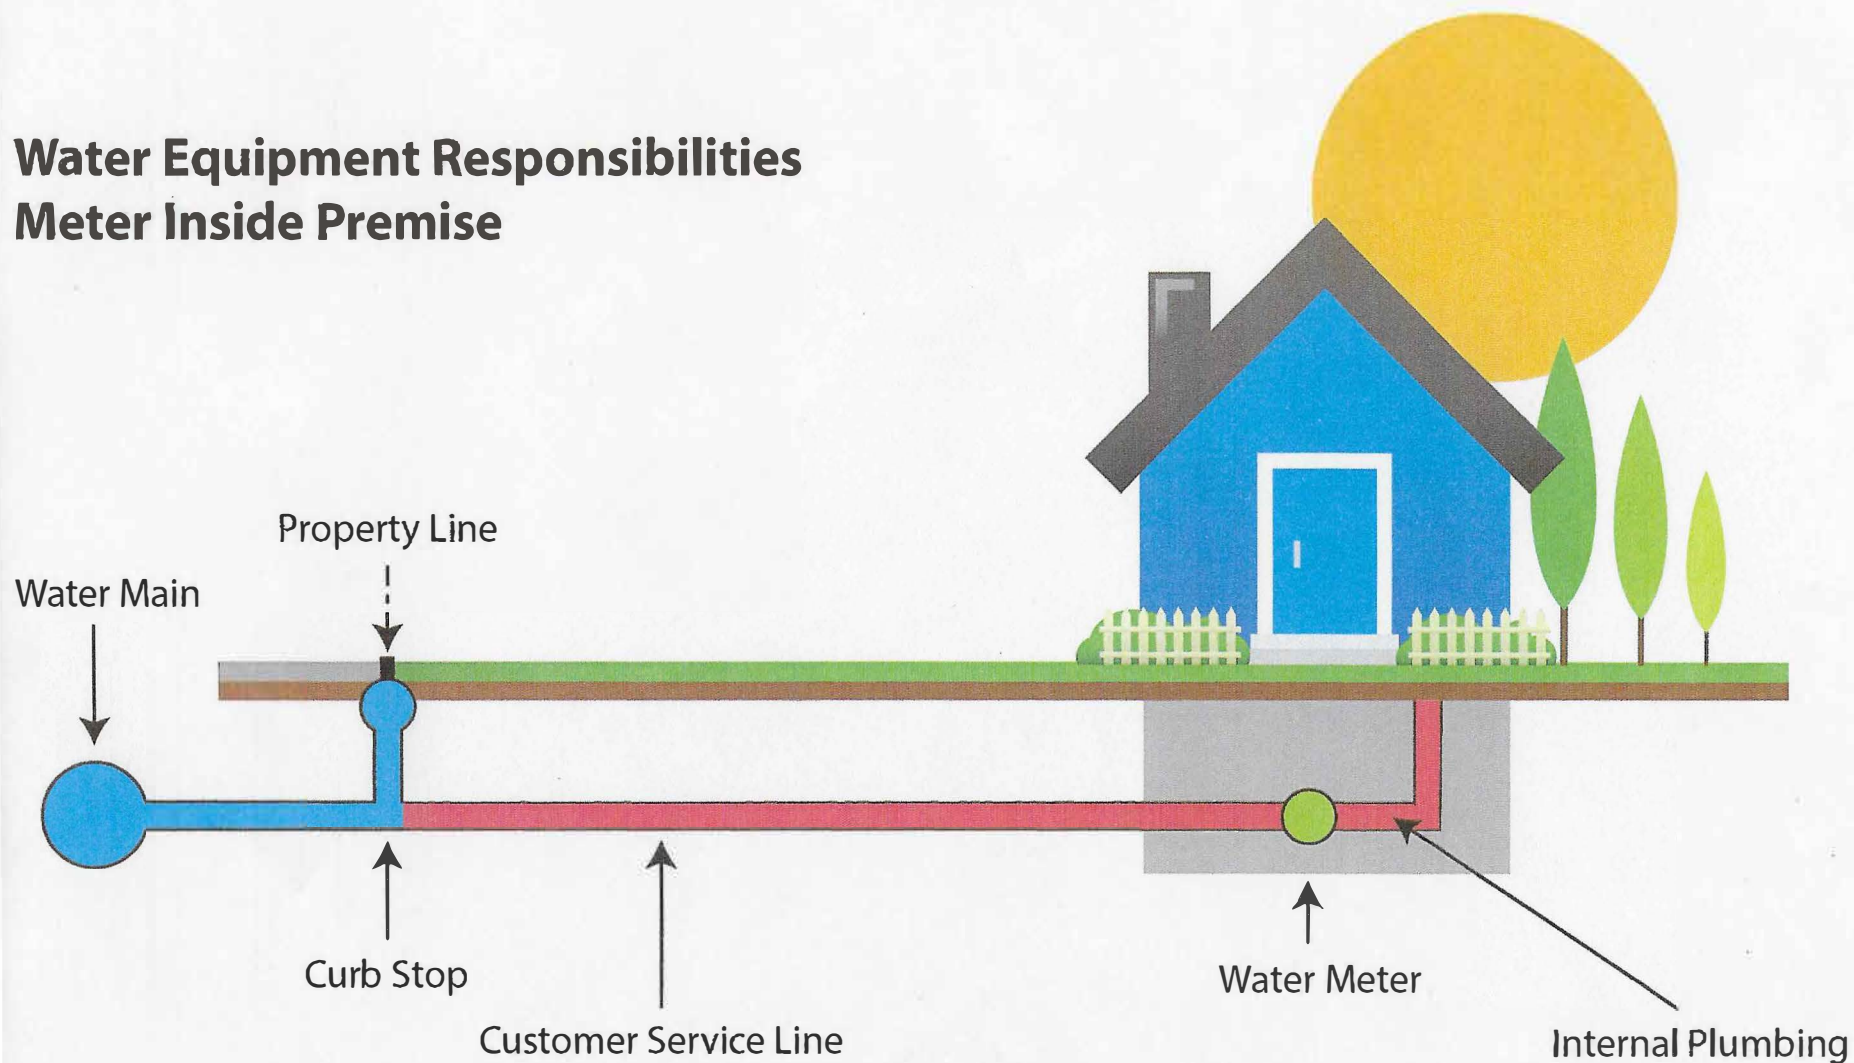 Water Equipment Responsibilities
Meter Inside Premise
Property Line
Water Main
Curb Stop
Water Meter
Customer Service Line
Internal Plumbing